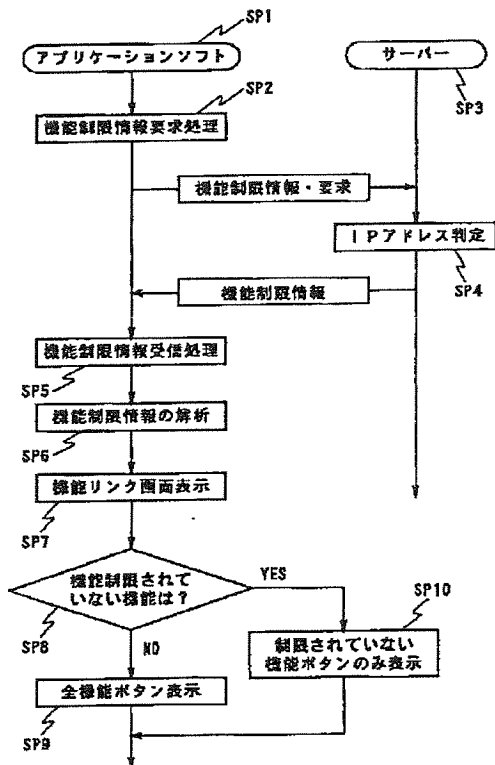 SP1
アプリケーションソフト
サーバー
SP3
SP2
機能制限情報要求処理
機能制限情報・要求
IPアドレス判定
SP4
機能制限情報
機能制限情報受信処理
SP5
機能制限情報の解析
SP6
機能リンク画面表示
SP7
機能制限されて
いない機能は?
YES
SP8
NO
SP10
制限されていない
機能ボタンのみ表示
全機能ボタン表示
SP9